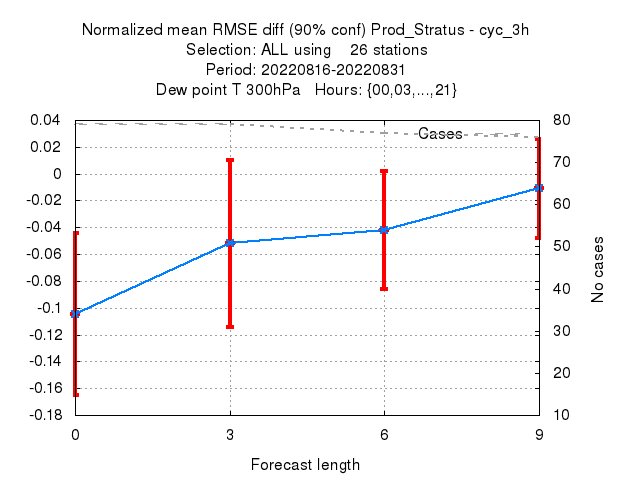 Normalized mean RMSE diff (90% conf) Prod_Stratus - cyc_3h
Selection: ALL using    26 stations
Period: 20220816-20220831
Dew point T 300hPa   Hours: {00,03,...,21}
0.04
0.02
0
-0.02
-0.04
-0.06
-0.08
-0.1
-0.12
-0.14
-0.16
-0.18
Cases
80
70
60
50
40
30
20
10
No cases
0 3 6 9
Forecast length